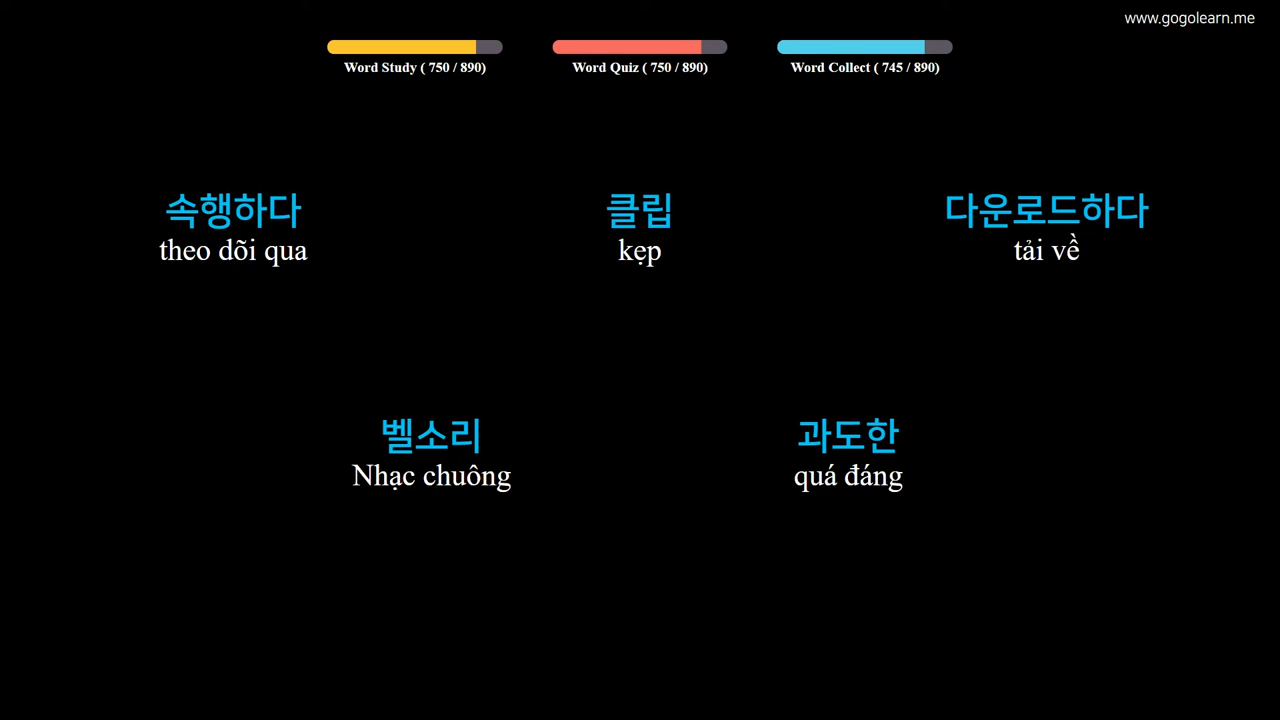 www.gogolearn.me
Word Study ( 750 / 890)
Word Quiz ( 750 / 890)
Word Collect ( 745 / 890)
속행하다
theo dõi qua
클립
kẹp
다운로드하다
tải về
벨소리
Nhạc chuông
과도한
quá đáng